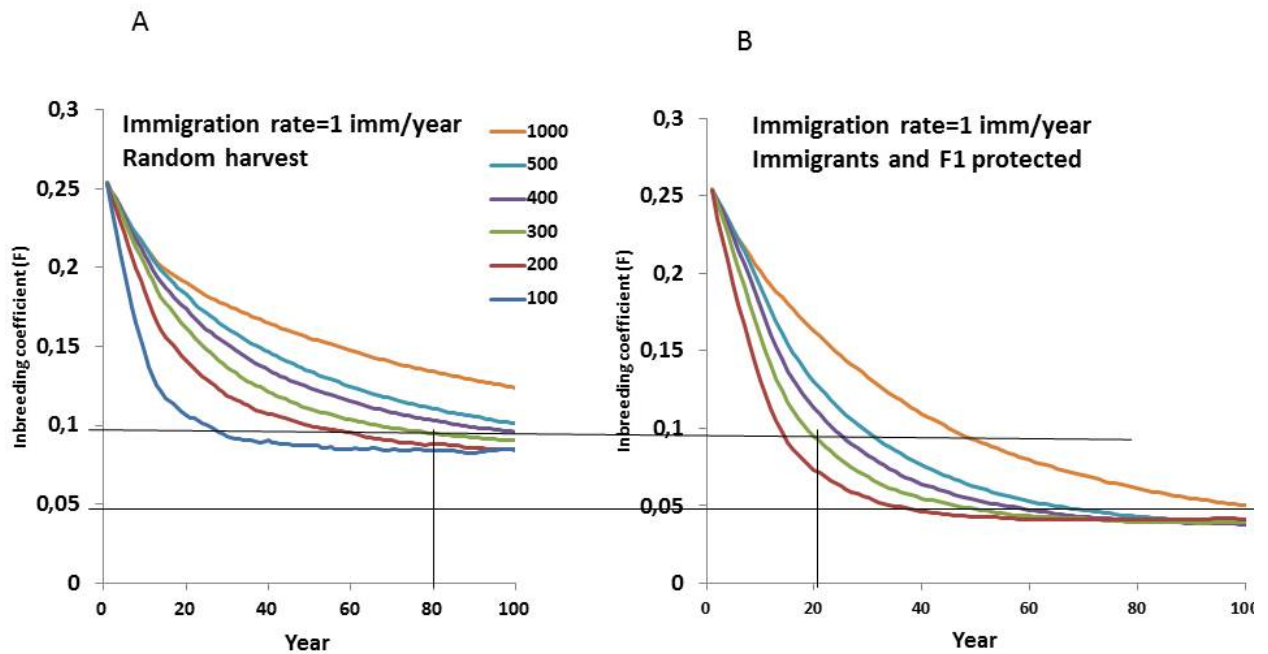 A
B
0,3
0,25
0,2
0,15
0,1
0,05
0
Inbreeding coefficient (F)
Immigration rate=1 imm/year
Random harvest
1000
500
400
300
200
100
0 20 40 60 80 100
Year
0,3
0,25
0,2
0,15
0,1
0,05
0
Inbreeding coefficient (F)
Immigration rate=1 imm/year
Immigrants and F1 protected
0 20 40 60 80 100
Year